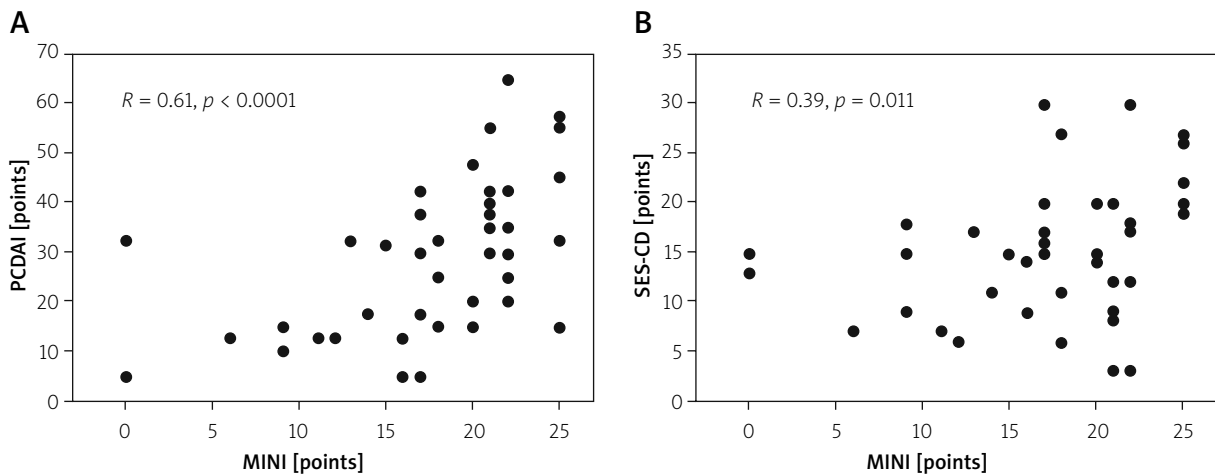 A
B
70
60
50
40
30
20
10
0
PCDAI [points]
R = 0.61, p < 0.0001
0 5 10 15 20 25
MINI [points]
35
30
25
20
15
10
5
0
SES-CD [points]
R = 0.39, p = 0.011
0 5 10 15 20 25
MINI [points]